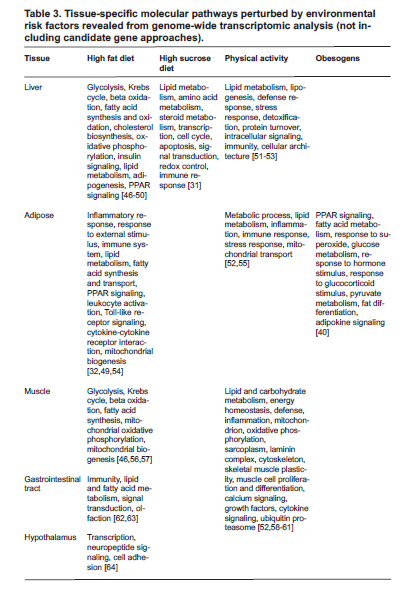 Table 3. Tissue-specific molecular pathways perturbed by environmental
risk factors revealed from genome-wide transcriptomic analysis (not in-
cluding candidate gene approaches).
Tissue High fat diet High sucrose diet Physical activity Obesogens
Liver
Glycolysis, Krebs
cycle, beta oxida-
tion, fatty acid
synthesis and oxi-
dation, cholesterol
biosynthesis, ox-
idative phospho-
rylation, insulin
signaling, lipid
metabolism, adi-
pogenesis, PPAR
signaling [46-50]
Lipid metabo-
lism, amino acid
metabolism,
steroid metabo-
lism, transcrip-
tion, cell cycle,
apoptosis, sig-
nal transduction,
redox control,
immune re-
sponse [31]
Lipid metabolism, lipo-
genesis, defense re-
sponse, stress
response, detoxifica-
tion, protein turnover,
intracellular signaling,
immunity, cellular archi-
tecture [51-53]
Adipose
Inflammatory re-
sponse, response
to external stimu-
lus, immune sys-
tem, lipid
metabolism, fatty
acid synthesis
and transport,
PPAR signaling,
leukocyte activa-
tion, Toll-like re-
ceptor signaling,
cytokine-cytokine
receptor interac-
tion, mitochondrial
biogenesis
[32,49,54]
Metabolic process, lipid
metabolism, inflamma-
tion, immune response,
stress response, mito-
chondrial transport
[52,55]
PPAR signaling,
fatty acid metabo-
lism, response to su-
peroxide, glucose
metabolism, re-
sponse to hormone
stimulus, response
to glucocorticoid
stimulus, pyruvate
metabolism, fat dif-
ferentiation,
adipokine signaling
[40]
Muscle
Glycolysis, Krebs
cycle, beta oxida-
tion, fatty acid
synthesis, mito-
chondrial oxidative
phosphorylation,
mitochondrial bio-
genesis [46,56,57]
Lipid and carbohydrate
metabolism, energy
homeostasis, defense,
inflammation, mitochon-
drion, oxidative phos-
phorylation,
sarcoplasm, laminin
complex, cytoskeleton,
skeletal muscle plastic-
ity, muscle cell prolifera-
tion and differentiation,
calcium signaling,
growth factors, cytokine
signaling, ubiquitin pro-
teasome [52,58-61]
Gastrointestinal
tract
Immunity, lipid
and fatty acid me-
tabolism, signal
transduction, ol-
faction [62,63]
Hypothalamus
Transcription,
neuropeptide sig-
naling, cell adhe-
sion [64]